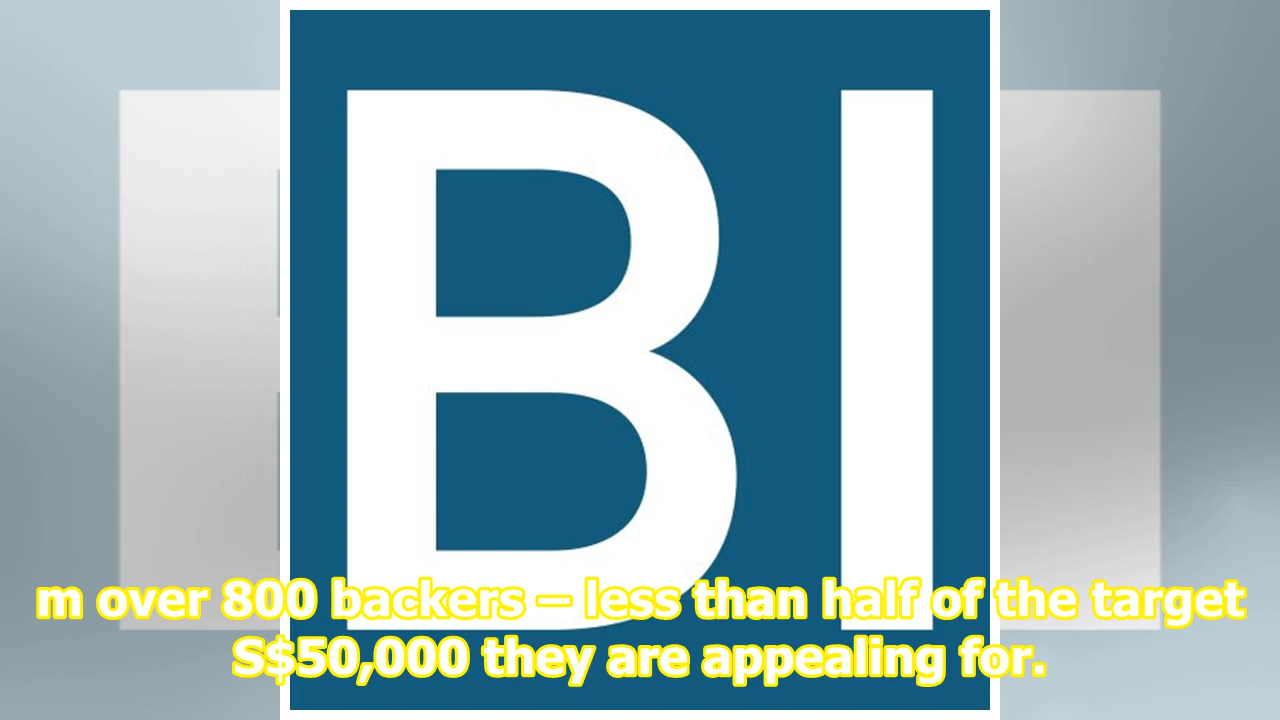 BI
m over 800 backers – less than half of the target
S$50,000 they are appealing for.